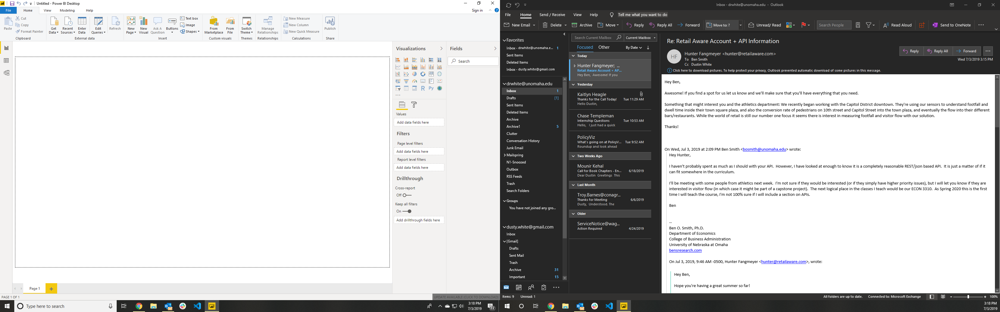 Untitled - Power BI Desktop
File
Home
View
Modeling
Help
Sign in
Paste
Cut
Copy
Format Painter
Clipboard
Get Data
Recent Sources
Enter Data
Edit Queries
External data
Refresh
New Page
New Visual
Ask A Question
Buttons
Text box
Image
Shapes
Insert
From Marketplace
From File
Custom visuals
Switch Theme
Themes
Manage Relationships
Relationships
New Measure
New Column
New Quick Measure
Calculations
Publish
Share
Visualizations
R
Py
Values
Add data fields here
Filters
Page level filters
Add data fields here
Report level filters
Add data fields here
Drillthrough
Cross-report
Off
Keep all filters
On
Add drillthrough fields here
Fields
Search
Page 1
PAGE 1 OF 1
UPDATE AVAILABLE (CLICK TO DOWNLOAD)
Type here to search
3:18 PM
7/3/2019
22
Inbox - drwhite@unomaha.edu - Outlook
File
Home
Send / Receive
View
Help
Tell me what you want to do
New Email
Delete
Archive
Move
Reply
Reply All
Forward
Move to: ?
Unread/ Read
Search People
Read Aloud
Send to OneNote
Favorites
Inbox - drwhite@unomaha.e... 1
Sent Items
Deleted Items
Inbox - dusty.white@gmail.com
drwhite@unomaha.edu
Inbox 1
Drafts [1]
Sent Items
Deleted Items
Archive
Archive1 5
Clutter
Conversation History
Junk Email
Mailspring
N1-Snoozed
Outbox
RSS Feeds
Trash
Search Folders
Groups
You have not joined any gro...
dusty.white@gmail.com
Inbox
[Gmail]
Drafts
Sent Mail
Trash
Archive 31
Important 15
Search Current Mailbox
Current Mailbox
Focused
Other
By Date
Today
Hunter Fangmeyer; ...
Retail Aware Account + AP...
Hey Ben, Awesome! If you
Yesterday
Kaitlyn Heagle
Thanks for the Call Today! Tue 11:29 AM
Hello Dustin,
Chase Templeman
Internship Questions Tue 10:53 AM
Hello, I just had a quick
PolicyViz
What's going on at PolicyV... Tue 9:52 AM
Roundup and look ahead
Two Weeks Ago
Mounir Kehal
Call for Book Chapters - En... 6/18/2019
Dear Dustin Greetings This
Last Month
Troy.Barnes@conagr...
Thanks for Meeting 6/6/2019
Dusty, Understood. The
Older
ServiceNotice@wag...
Action Required 4/24/2019
Re: Retail Aware Account + API Information
HF
Hunter Fangmeyer <hunter@retailaware.com>
To Ben Smith
Cc Dustin White
Reply
Reply All
Forward
Wed 7/3/2019 3:15 PM
Click here to download pictures. To help protect your privacy, Outlook prevented automatic download of some pictures in this message.
Hey Ben,
Awesome! If you find a spot for us let us know and we'll make sure that you'll have everything that you need.
Something that might interest you and the athletics department: We recently began working with the Capitol District downtown. They're using our sensors to understand footfall and
dwell time inside their town square plaza, and also the conversion rate of pedestrians on 10th street and Capitol Street into the town plaza, and eventually the flow into their different
bars/restaurants. While the world of retail is still our number one focus it seems there is interest in measuring footfall and visitor flow with our solution.
Thanks!
On Wed, Jul 3, 2019 at 2:09 PM Ben Smith <bosmith@unomaha.edu> wrote:
Hey Hunter,
I haven't probably spent as much as I should with your API. However, I have looked at enough to know it is a completely reasonable REST/json based API. It is just a matter of if it
can fit somewhere in the curriculum.
I'll be meeting with some people from athletics next week. I'm not sure if they would be interested (or if they simply have higher priority issues), but I will let you know if they are
interested in visitor flow (in which case it might be part of a capstone project). The next logical place in the classes I teach would be our ECON 3310. As Spring 2020 this is the first
time I will teach the course, I'm not 100% sure if I will include a section on APIs.
Ben
--
Ben O. Smith, Ph.D.
Department of Economics
College of Business Administration
University of Nebraska at Omaha
bensresearch.com
On Jul 3, 2019, 9:46 AM -0500, Hunter Fangmeyer <hunter@retailaware.com>, wrote:
Hey Ben,
Hope you're having a great summer so far!
Items: 9
Unread: 1
All folders are up to date.
Connected to: Microsoft Exchange
100%
3:18 PM
7/3/2019